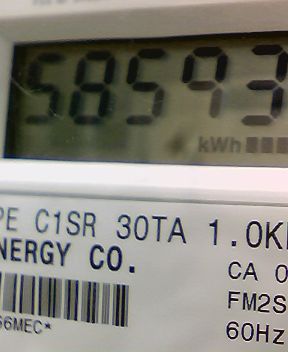 58593
kWh
PE C1SR 30TA 1.0K
NERGY CO.
CA 0
FM2S
66MEC*
60Hz